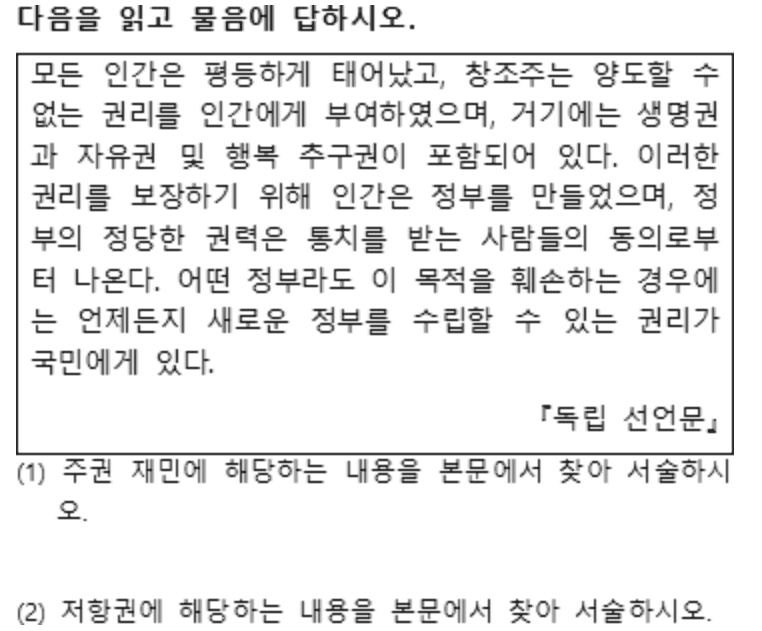 다음을 읽고 물음에 답하시오.
모든 인간은 평등하게 태어났고, 창조주는 양도할 수
없는 권리를 인간에게 부여하였으며, 거기에는 생명권
과 자유권 및 행복 추구권이 포함되어 있다. 이러한
권리를 보장하기 위해 인간은 정부를 만들었으며, 정
부의 정당한 권력은 통치를 받는 사람들의 동의로부
터 나온다. 어떤 정부라도 이 목적을 훼손하는 경우에
는 언제든지 새로운 정부를 수립할 수 있는 권리가
국민에게 있다.
『독립 선언문』
(1) 주권 재민에 해당하는 내용을 본문에서 찾아 서술하시
오.
(2) 저항권에 해당하는 내용을 본문에서 찾아 서술하시오.